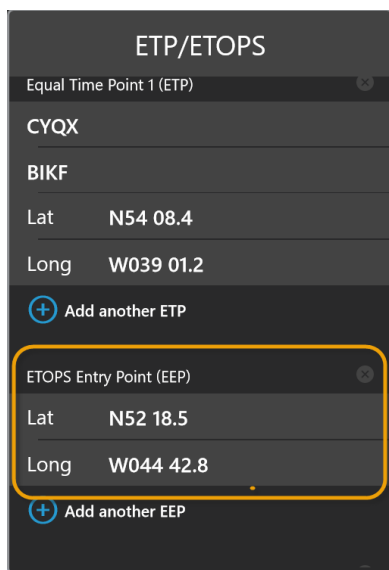 ETP/ETOPS
Equal Time Point 1 (ETP)
CYQX
BIKF
Lat N54 08.4
Long W039 01.2
Add another ETP
ETOPS Entry Point (EEP)
Lat N52 18.5
Long W044 42.8
Add another EEP